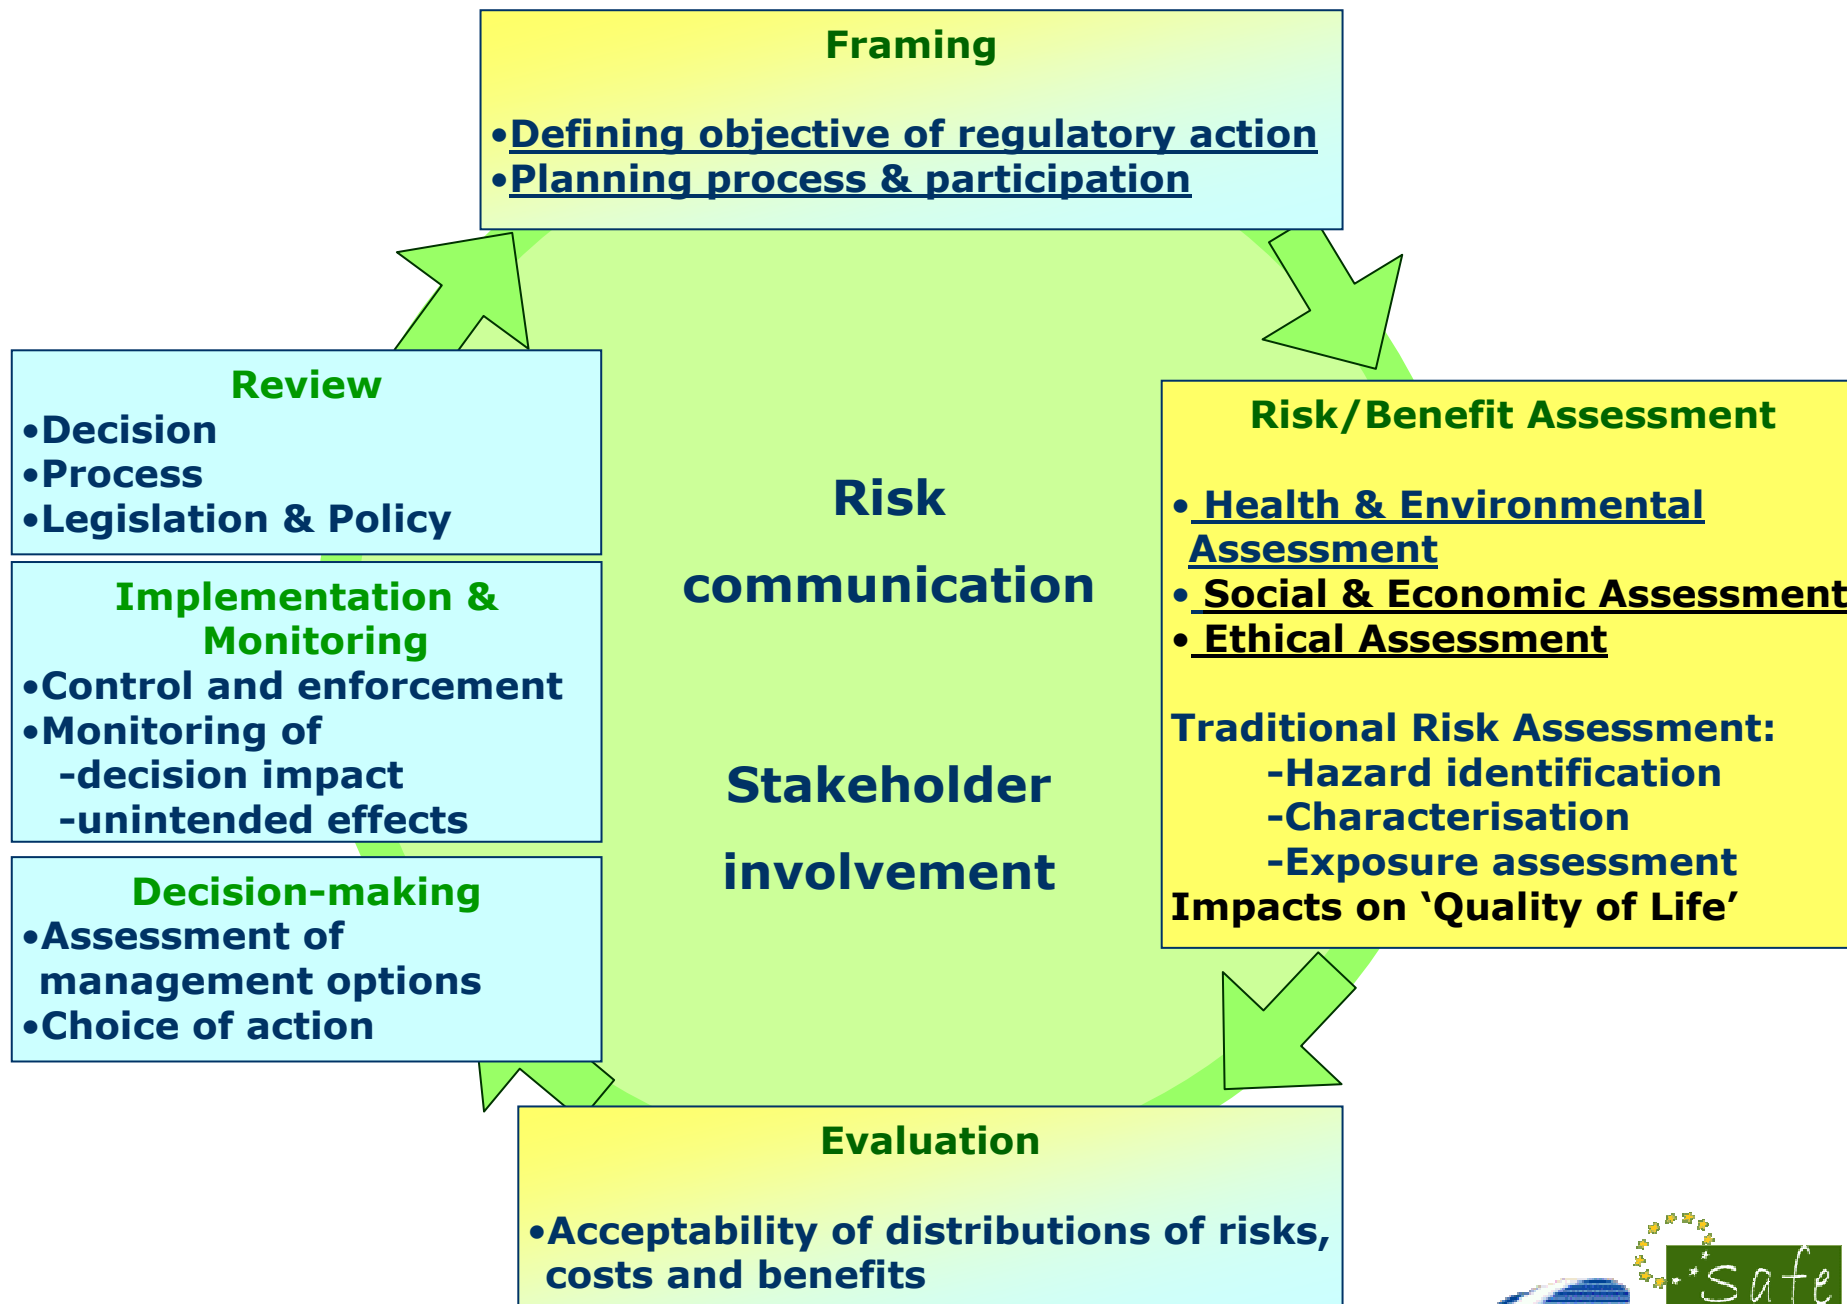 Framing
•Defining objective of regulatory action
•Planning process & participation
Risk/Benefit Assessment
• Health & Environmental
Assessment
• Social & Economic Assessment
• Ethical Assessment
Traditional Risk Assessment:
-Hazard identification
-Characterisation
-Exposure assessment
Impacts on ‘Quality of Life’
Evaluation
•Acceptability of distributions of risks,
costs and benefits
Decision-making
•Assessment of
management options
•Choice of action
Implementation &
Monitoring
•Control and enforcement
•Monitoring of
-decision impact
-unintended effects
Review
•Decision
•Process
•Legislation & Policy
Risk
communication
Stakeholder
involvement
Safe